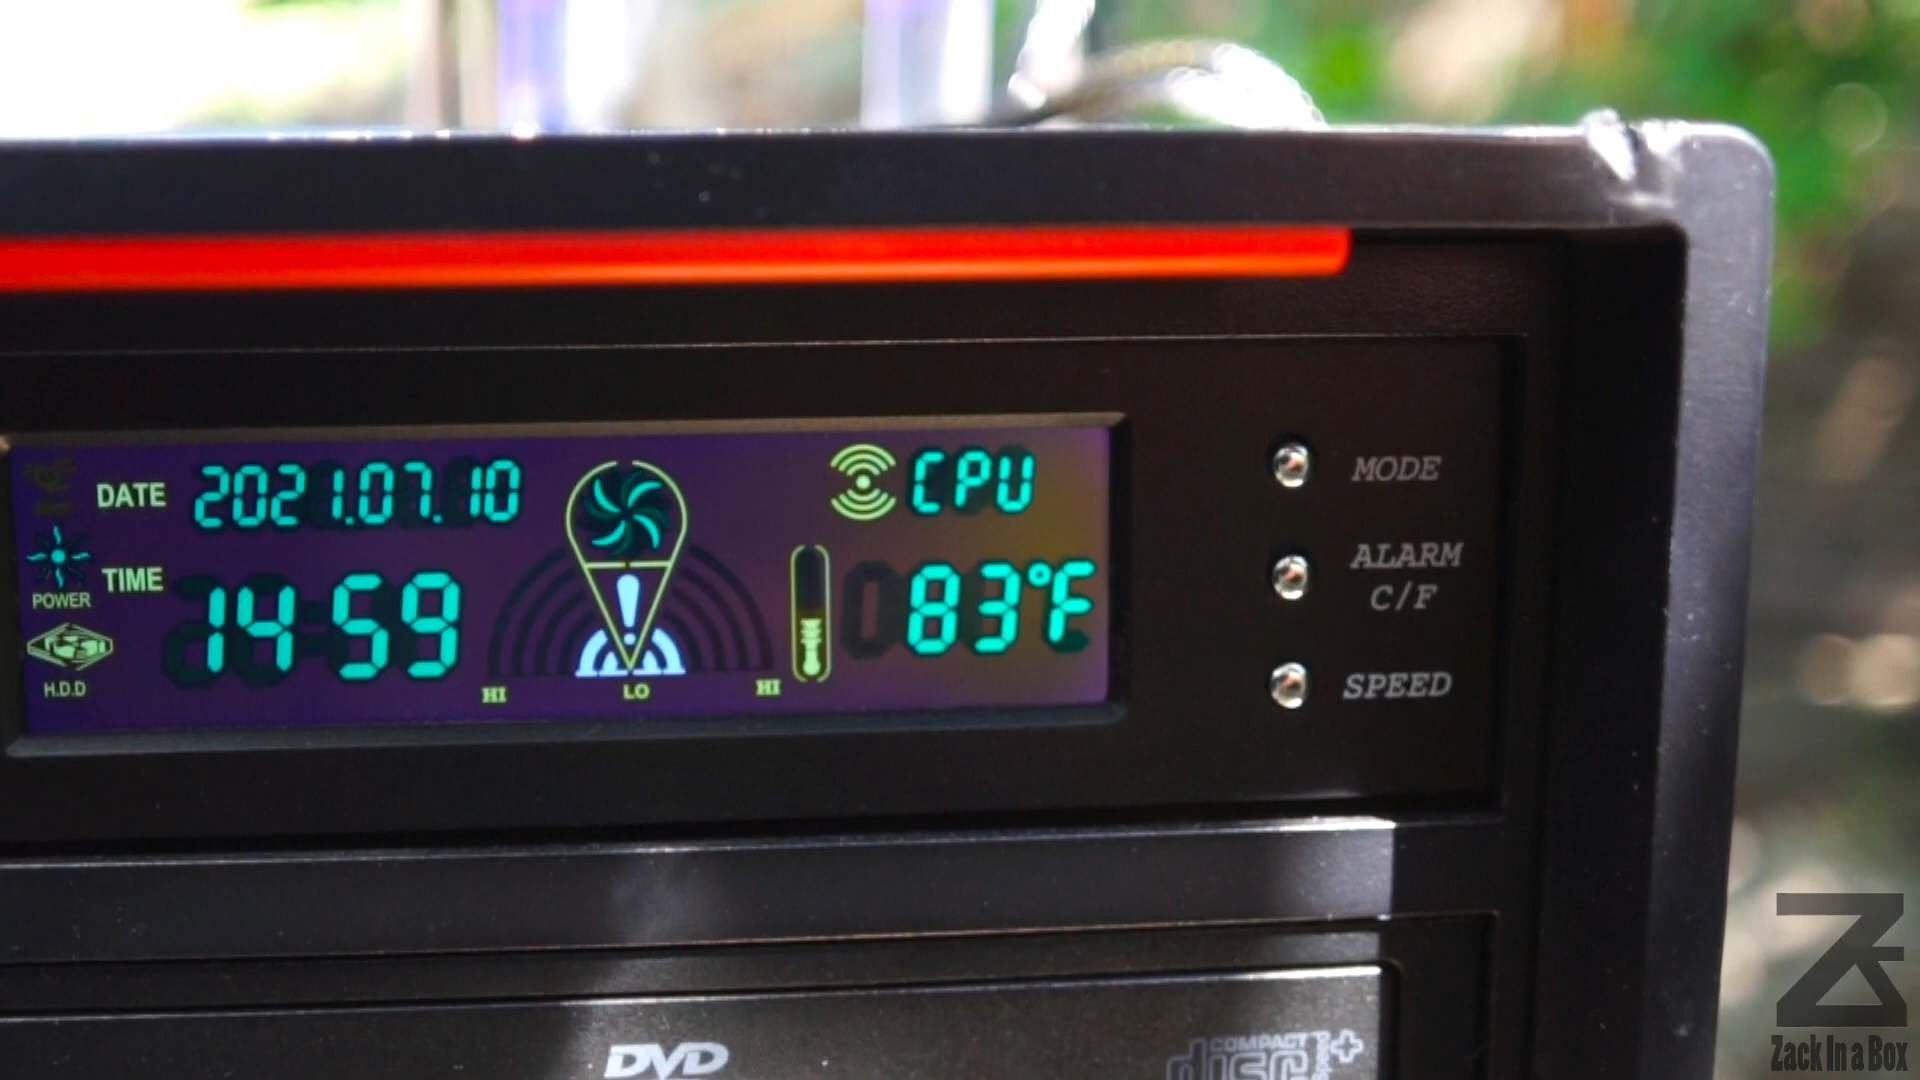 DATE 2021.07.10
CPU
MODE
TIME 14 59
83°F
ALARM
C/F
POWER
H.D.D
HI LO HI
SPEED
DVD
COMPACT
disc
Speed+
Zack In a Box